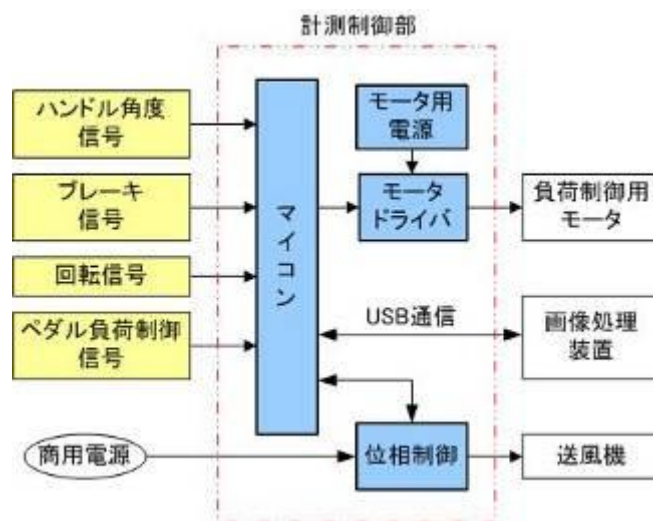 計測制御部
ハンドル角度
信号
ブレーキ
信号
回転信号
ペダル負荷制御
信号
商用電源
マイコン
モータ用
電源
モータ
ドライバ
USB通信
位相制御
負荷制御用
モータ
画像処理
装置
送風機